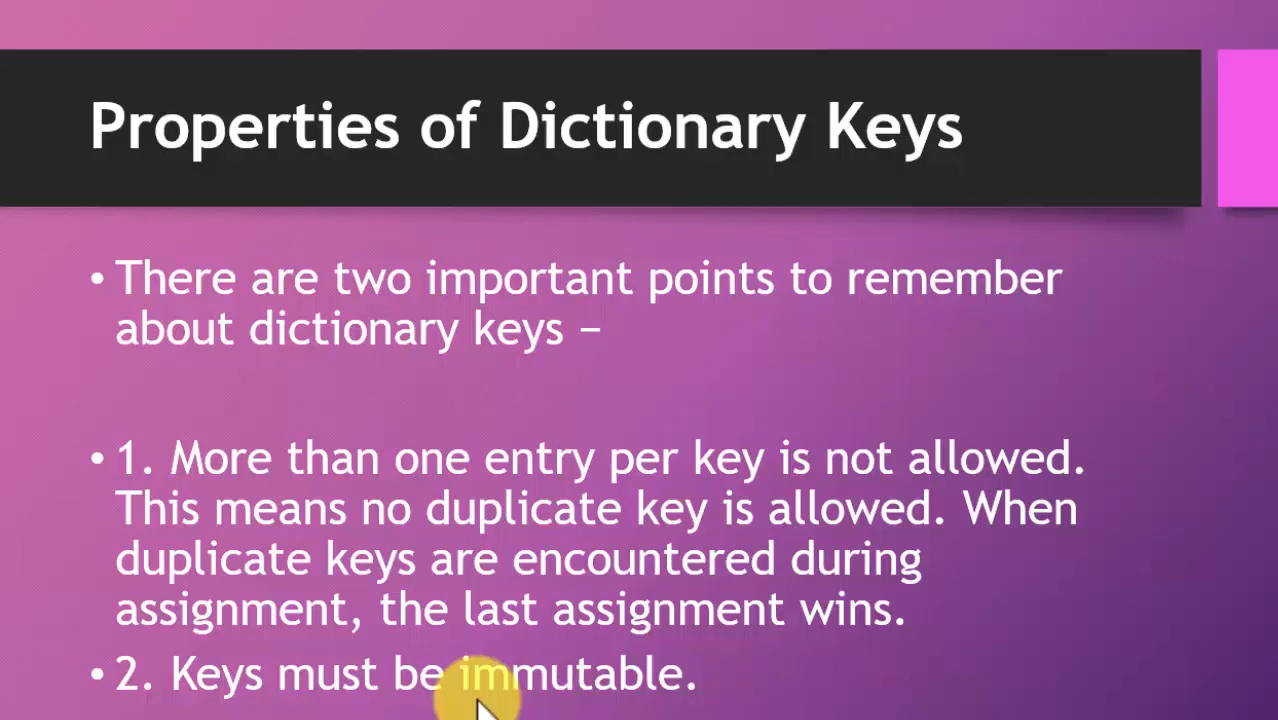 Properties of Dictionary Keys
• There are two important points to remember
about dictionary keys −
• 1. More than one entry per key is not allowed.
This means no duplicate key is allowed. When
duplicate keys are encountered during
assignment, the last assignment wins.
• 2. Keys must be immutable.